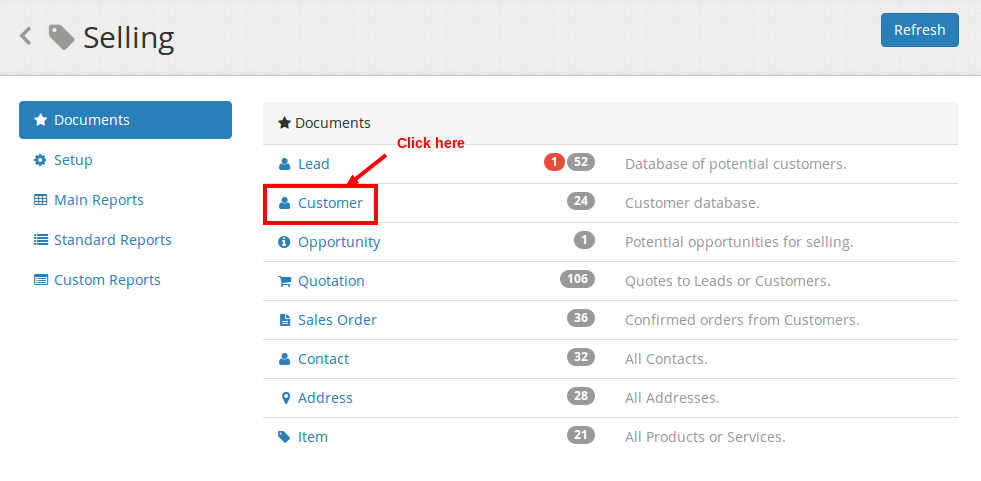 Selling
Refresh
Documents
Setup
Main Reports
Standard Reports
Custom Reports
Documents
Click here
Lead 1 52 Database of potential customers.
Customer 24 Customer database.
Opportunity 1 Potential opportunities for selling.
Quotation 106 Quotes to Leads or Customers.
Sales Order 36 Confirmed orders from Customers.
Contact 32 All Contacts.
Address 28 All Addresses.
Item 21 All Products or Services.